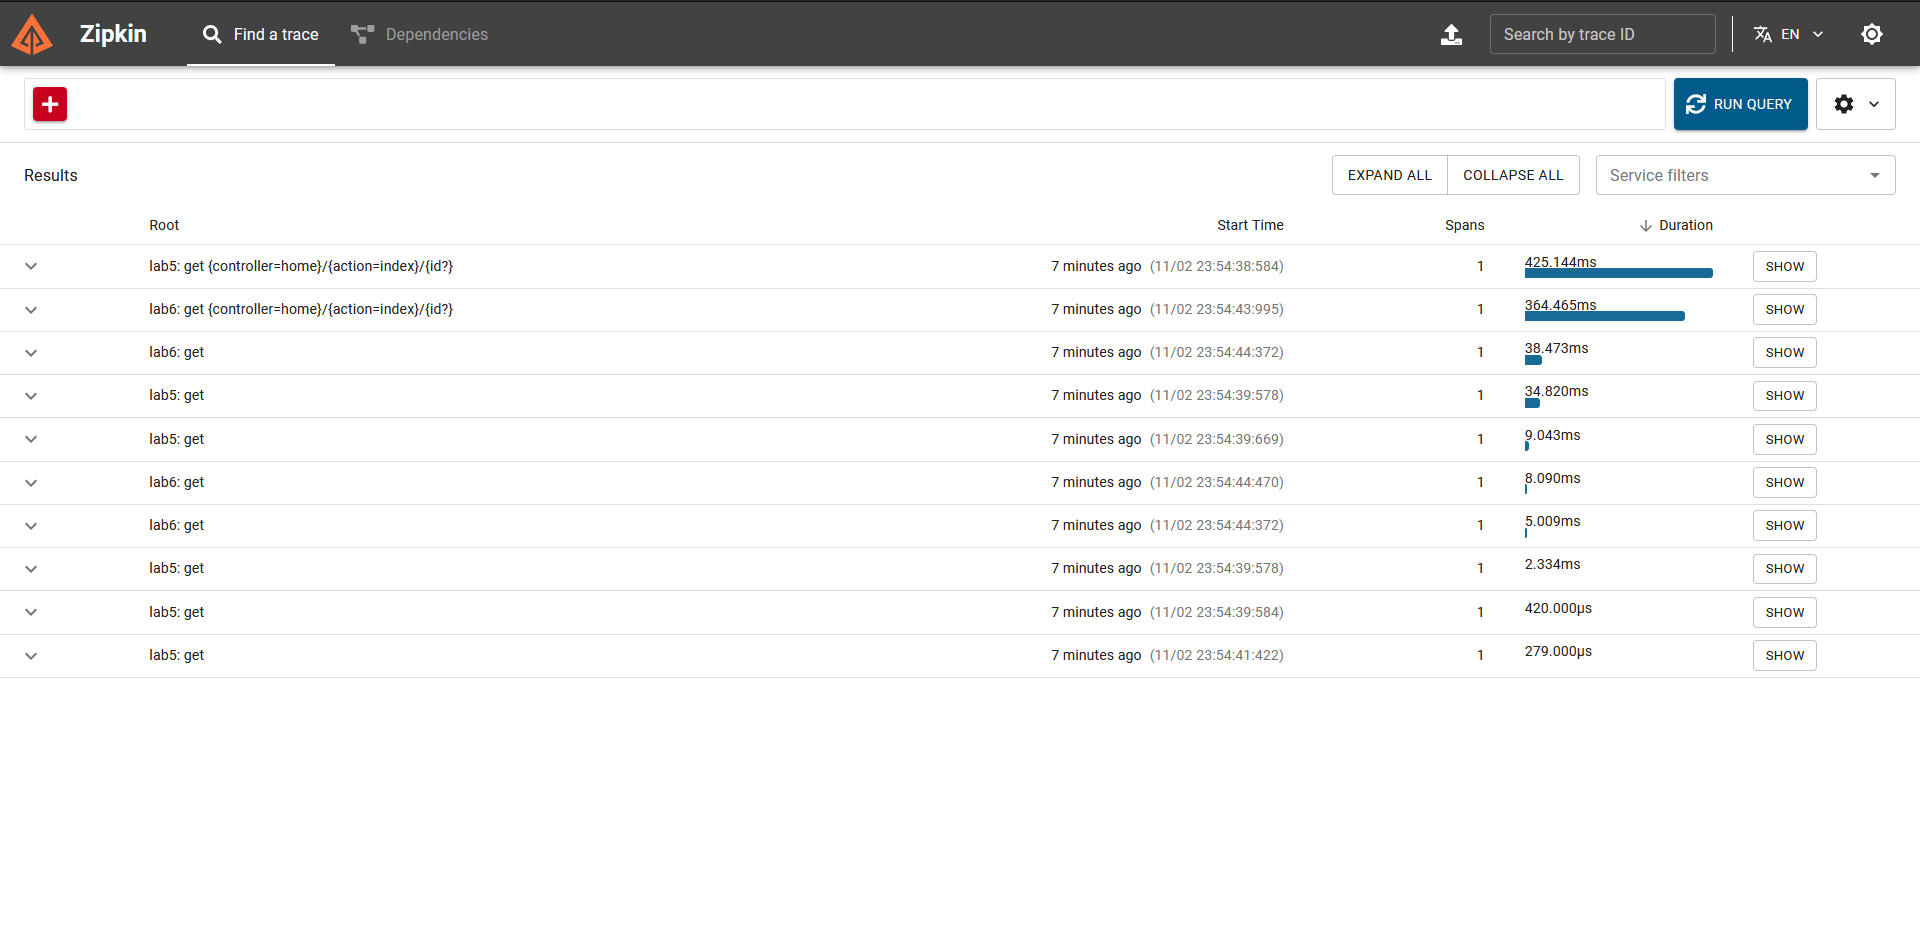 Zipkin Find a trace Dependencies Search by trace ID EN
RUN QUERY
Results EXPAND ALL COLLAPSE ALL Service filters
Root Start Time Spans Duration
lab5: get {controller=home}/{action=index}/{id?} 7 minutes ago (11/02 23:54:38:584) 1 425.144ms SHOW
lab6: get {controller=home}/{action=index}/{id?} 7 minutes ago (11/02 23:54:43:995) 1 364.465ms SHOW
lab6: get 7 minutes ago (11/02 23:54:44:372) 1 38.473ms SHOW
lab5: get 7 minutes ago (11/02 23:54:39:578) 1 34.820ms SHOW
lab5: get 7 minutes ago (11/02 23:54:39:669) 1 9.043ms SHOW
lab6: get 7 minutes ago (11/02 23:54:44:470) 1 8.090ms SHOW
lab6: get 7 minutes ago (11/02 23:54:44:372) 1 5.009ms SHOW
lab5: get 7 minutes ago (11/02 23:54:39:578) 1 2.334ms SHOW
lab5: get 7 minutes ago (11/02 23:54:39:584) 1 420.000μs SHOW
lab5: get 7 minutes ago (11/02 23:54:41:422) 1 279.000μs SHOW